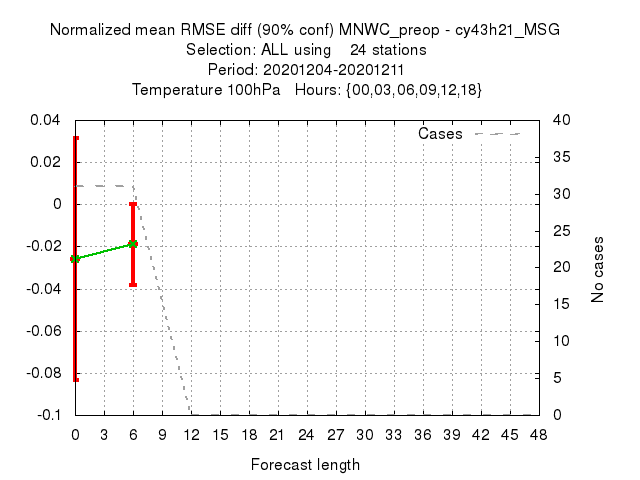 Normalized mean RMSE diff (90% conf) MNWC_preop - cy43h21_MSG
Selection: ALL using    24 stations
Period: 20201204-20201211
Temperature 100hPa   Hours: {00,03,06,09,12,18}
0.04
0.02
0
-0.02
-0.04
-0.06
-0.08
-0.1
Cases
40
35
30
25
20
15
10
5
0
No cases
0 3 6 9 12 15 18 21 24 27 30 33 36 39 42 45 48
Forecast length